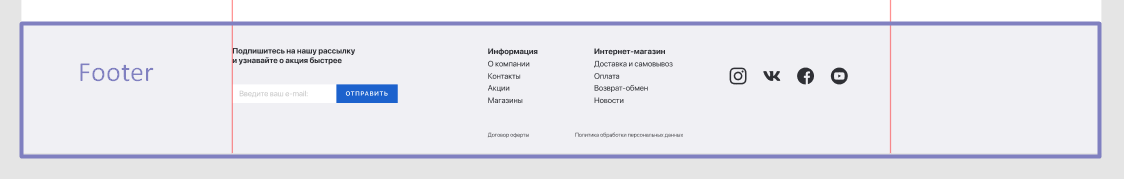 Footer
Подпишитесь на нашу рассылку
и узнавайте о акция быстрее
Введите ваш e-mail:
ОТПРАВИТЬ
Информация
О компании
Контакты
Акции
Магазины
Интернет-магазин
Доставка и самовывоз
Оплата
Возврат-обмен
Новости
Договор оферты
Политика обработки персональных данных